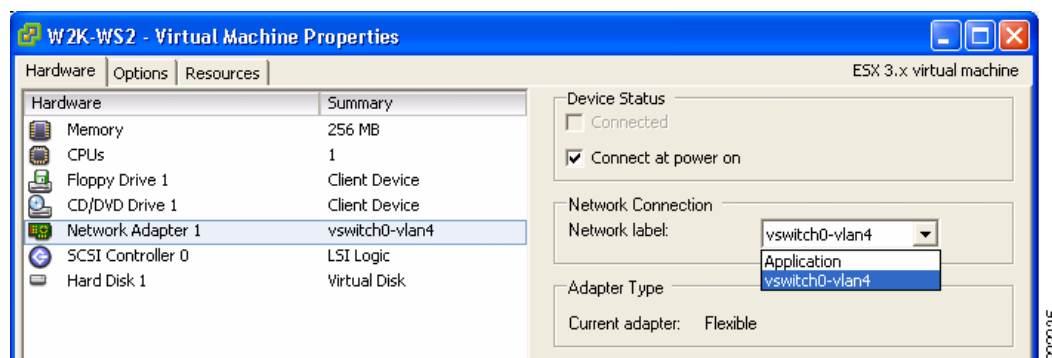 W2K-WS2 - Virtual Machine Properties
Hardware Options Resources ESX 3.x virtual machine
Hardware Summary
Memory 256 MB
CPUs 1
Floppy Drive 1 Client Device
CD/DVD Drive 1 Client Device
Network Adapter 1 vswitch0-vlan4
SCSI Controller 0 LSI Logic
Hard Disk 1 Virtual Disk
Device Status
Connected
Connect at power on
Network Connection
Network label: vswitch0-vlan4
Application
vswitch0-vlan4
Adapter Type
Current adapter: Flexible